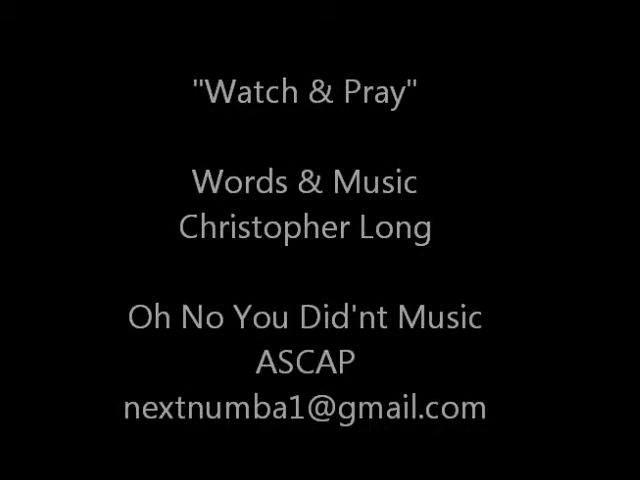 "Watch & Pray"
Words & Music
Christopher Long
Oh No You Did'nt Music
ASCAP
nextnumba1@gmail.com